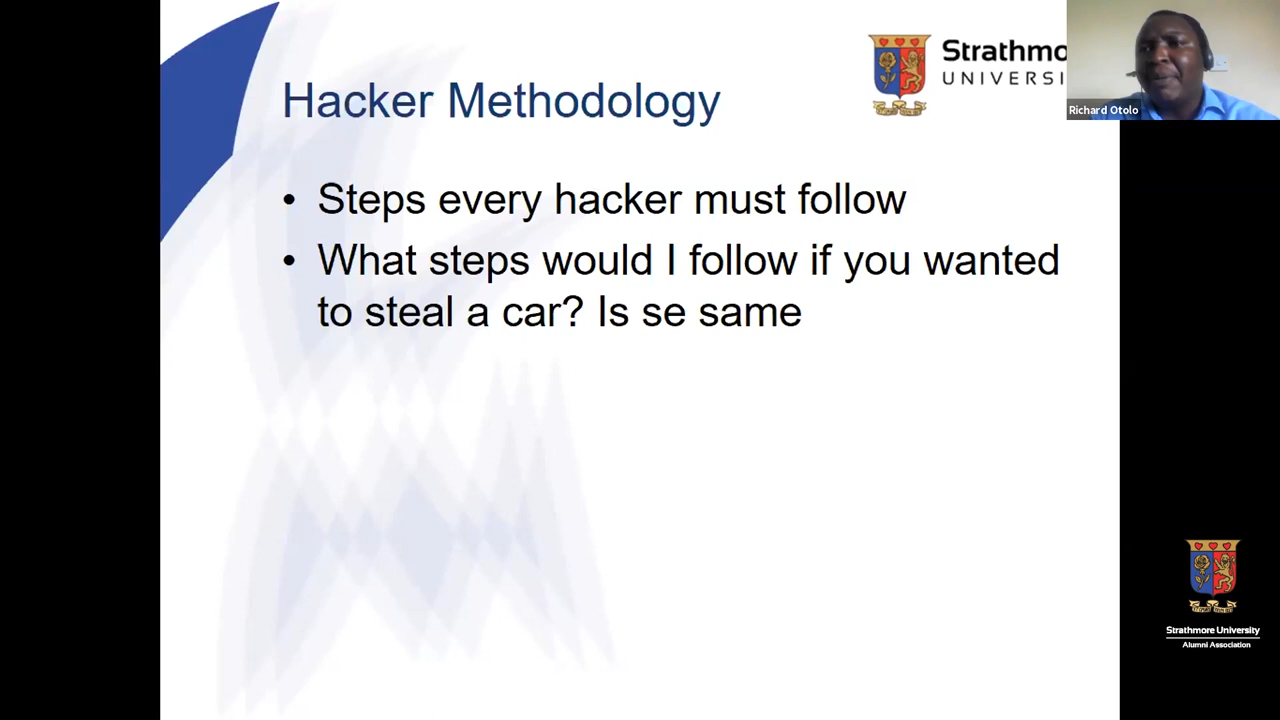 Hacker Methodology
Strathmo
UNIVERSI
Richard Otolo
• Steps every hacker must follow
• What steps would I follow if you wanted
to steal a car? Is se same
Strathmore University
Alumni Association